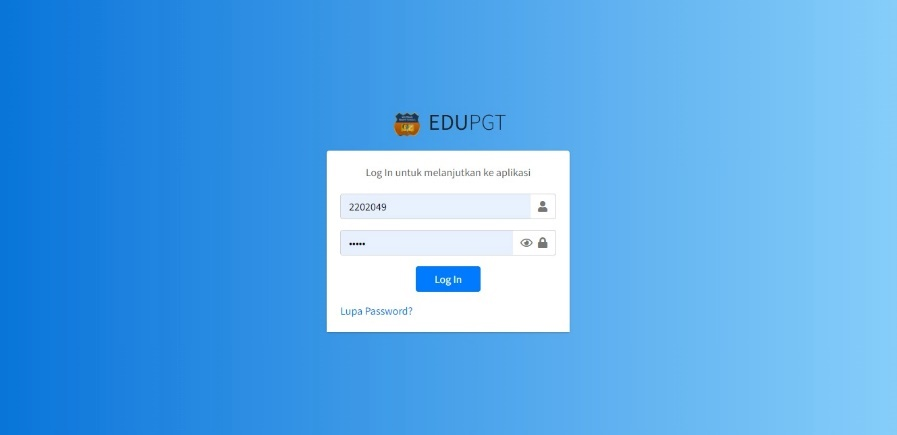 EDUPGT
Log In untuk melanjutkan ke aplikasi
2202049
•••••
Log In
Lupa Password?